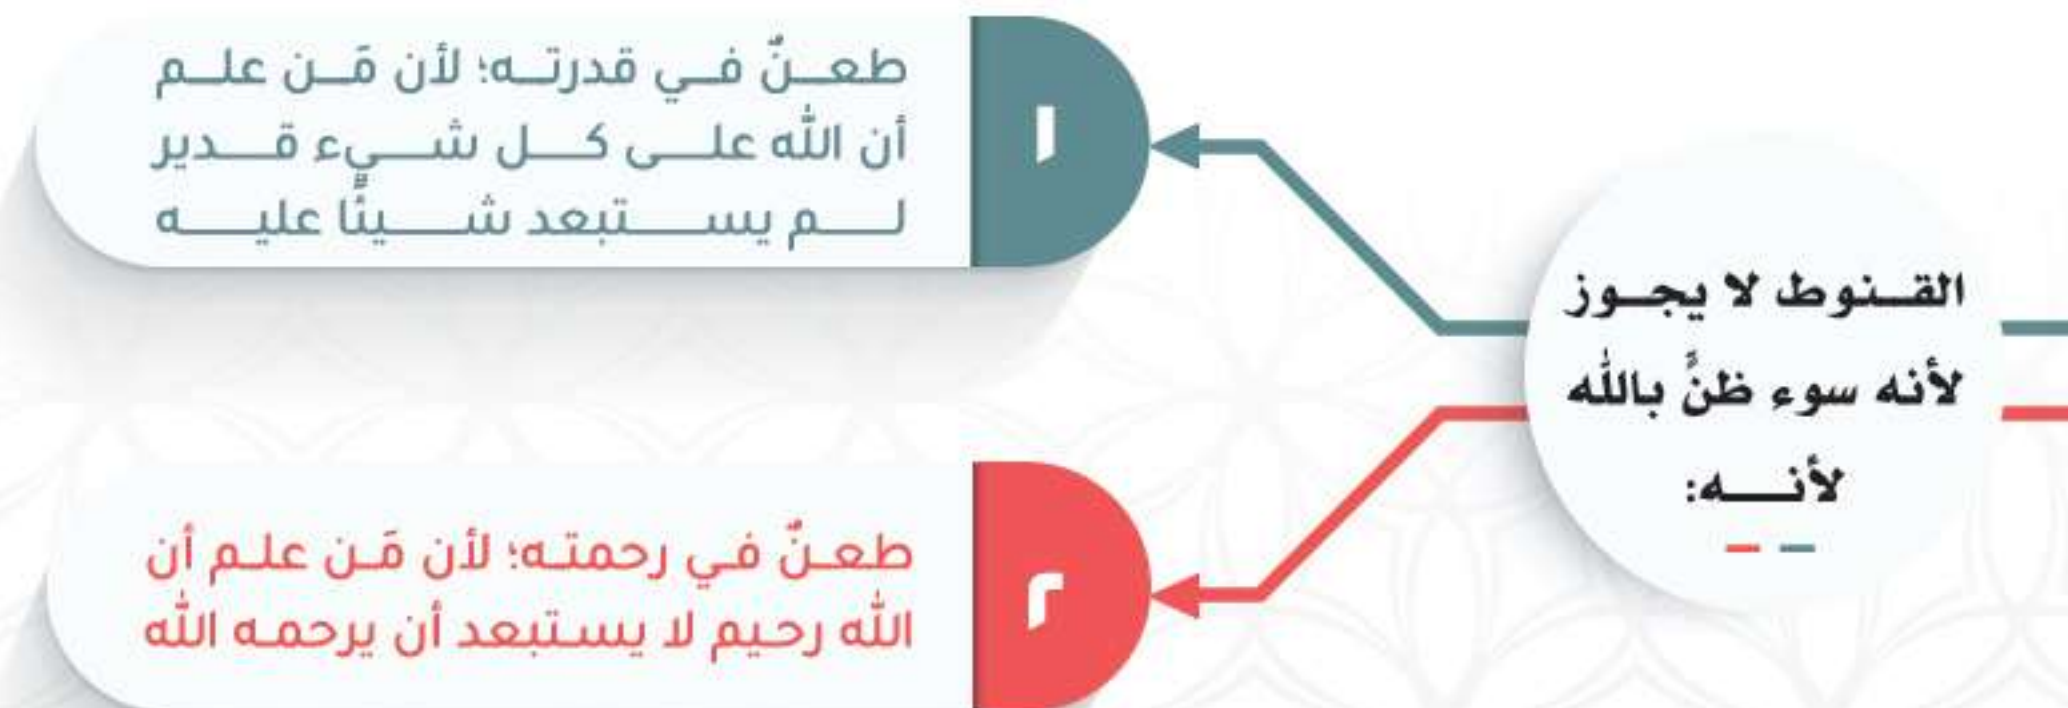 القنوط لا يجوز
لأنه سوء ظنٍّ بالله
لأنه:
١
طعنٌ في قدرته؛ لأن مَن علم
أن الله على كل شيء قدير
لم يستبعد شيئًا عليه
٢
طعنٌ في رحمته؛ لأن مَن علم أن
الله رحيم لا يستبعد أن يرحمه الله